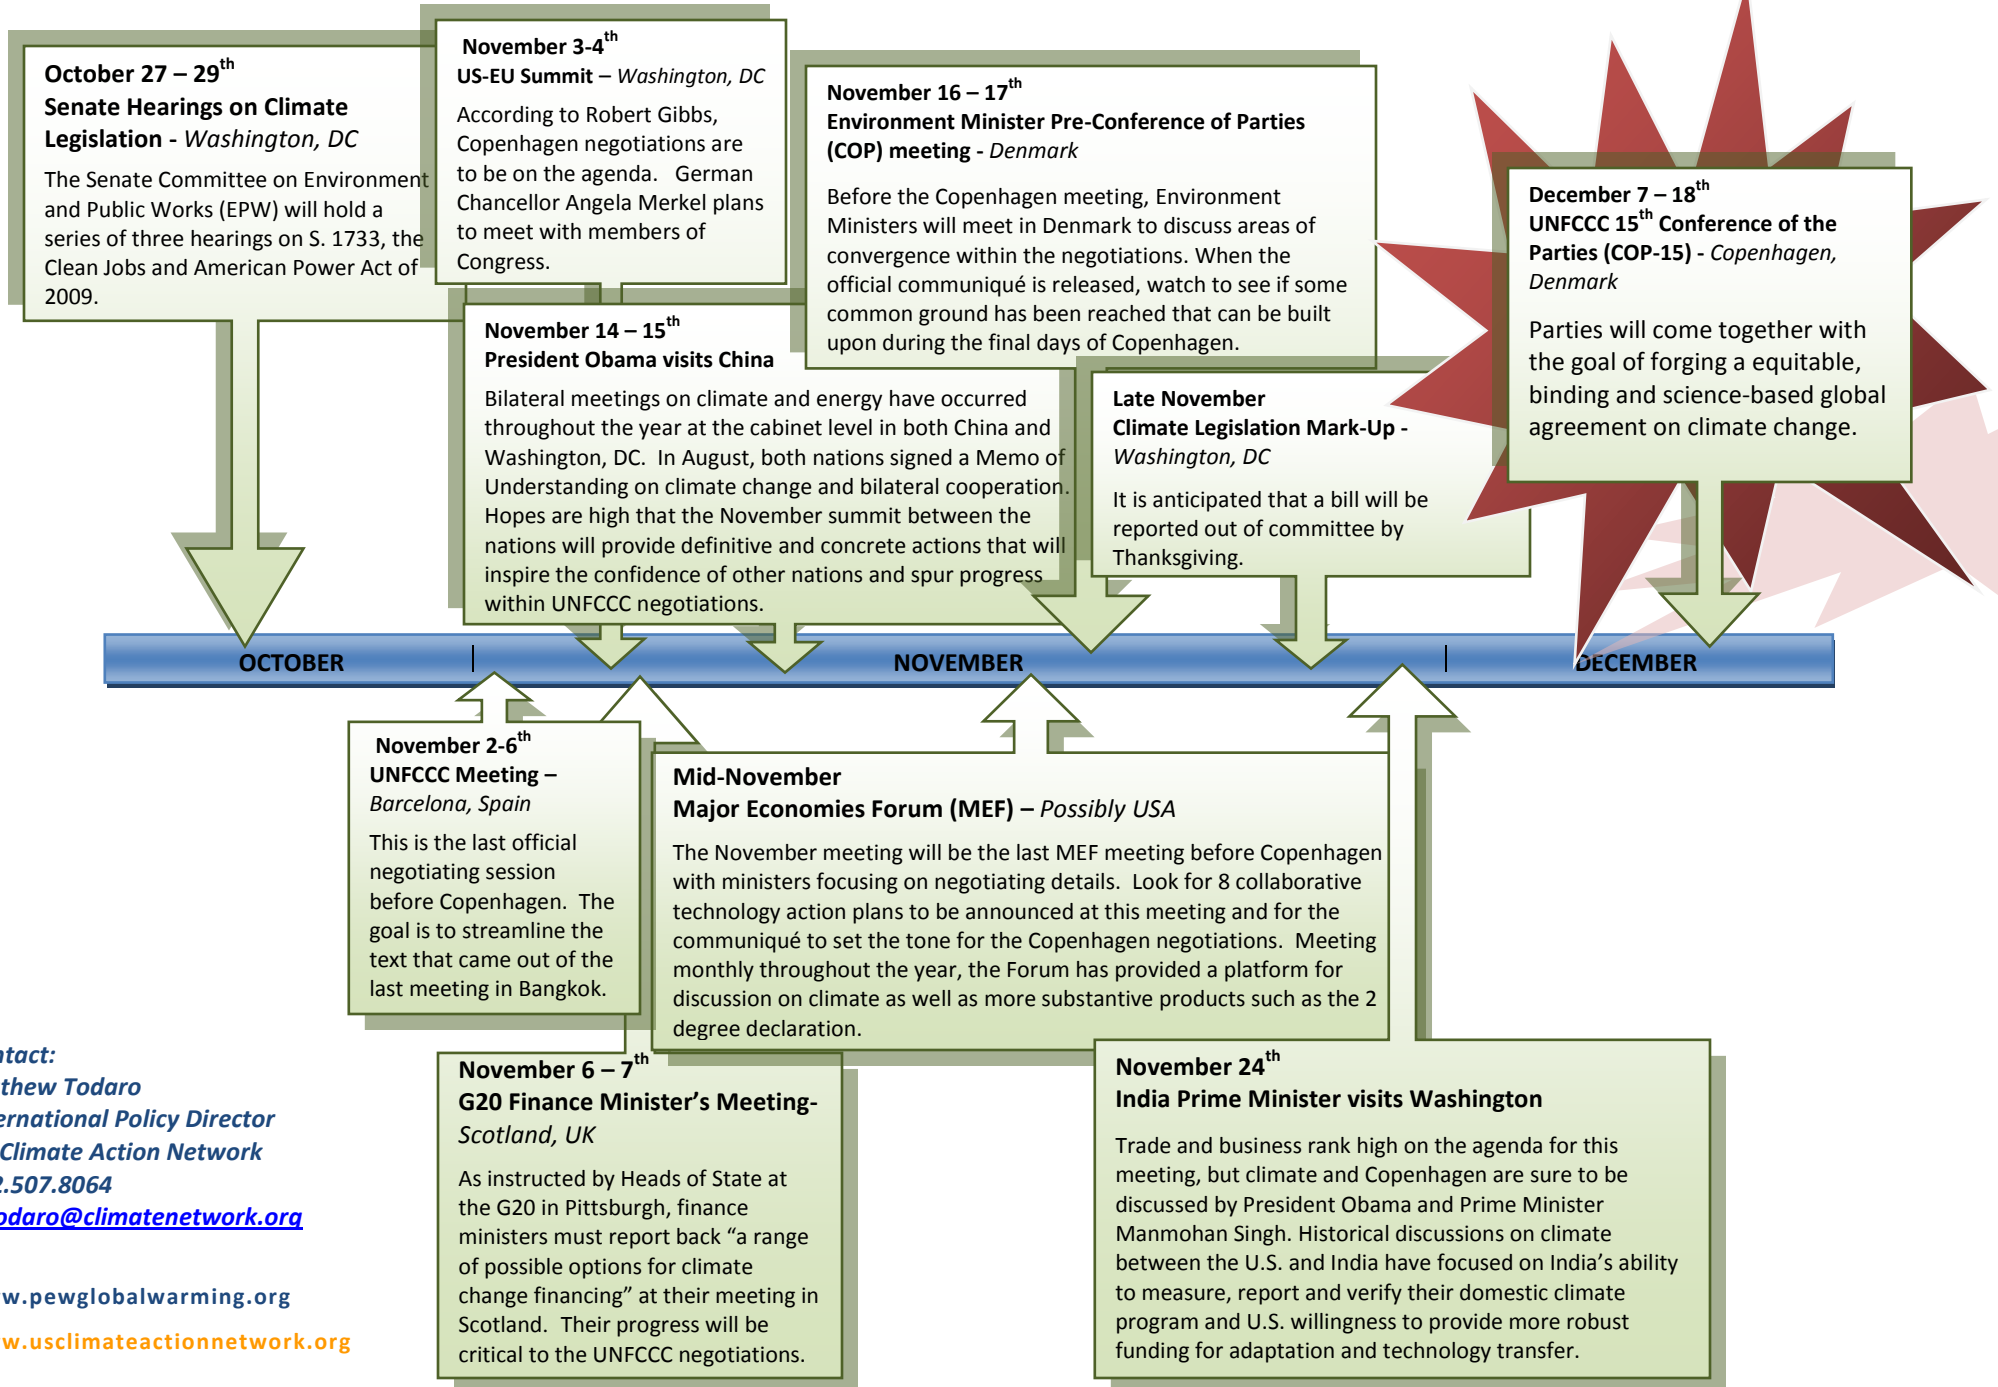 October 27 – 29th
Senate Hearings on Climate
Legislation - Washington, DC
The Senate Committee on Environment
and Public Works (EPW) will hold a
series of three hearings on S. 1733, the
Clean Jobs and American Power Act of
2009.
November 3-4th
US-EU Summit – Washington, DC
According to Robert Gibbs,
Copenhagen negotiations are
to be on the agenda. German
Chancellor Angela Merkel plans
to meet with members of
Congress.
November 14 – 15th
President Obama visits China
Bilateral meetings on climate and energy have occurred
throughout the year at the cabinet level in both China and
Washington, DC. In August, both nations signed a Memo of
Understanding on climate change and bilateral cooperation.
Hopes are high that the November summit between the
nations will provide definitive and concrete actions that will
inspire the confidence of other nations and spur progress
within UNFCCC negotiations.
November 16 – 17th
Environment Minister Pre-Conference of Parties
(COP) meeting - Denmark
Before the Copenhagen meeting, Environment
Ministers will meet in Denmark to discuss areas of
convergence within the negotiations. When the
official communiqué is released, watch to see if some
common ground has been reached that can be built
upon during the final days of Copenhagen.
Late November
Climate Legislation Mark-Up -
Washington, DC
It is anticipated that a bill will be
reported out of committee by
Thanksgiving.
December 7 – 18th
UNFCCC 15th Conference of the
Parties (COP-15) - Copenhagen,
Denmark
Parties will come together with
the goal of forging a equitable,
binding and science-based global
agreement on climate change.
OCTOBER
NOVEMBER
DECEMBER
November 2-6th
UNFCCC Meeting –
Barcelona, Spain
This is the last official
negotiating session
before Copenhagen. The
goal is to streamline the
text that came out of the
last meeting in Bangkok.
Mid-November
Major Economies Forum (MEF) – Possibly USA
The November meeting will be the last MEF meeting before Copenhagen
with ministers focusing on negotiating details. Look for 8 collaborative
technology action plans to be announced at this meeting and for the
communiqué to set the tone for the Copenhagen negotiations. Meeting
monthly throughout the year, the Forum has provided a platform for
discussion on climate as well as more substantive products such as the 2
degree declaration.
November 6 – 7th
G20 Finance Minister’s Meeting-
Scotland, UK
As instructed by Heads of State at
the G20 in Pittsburgh, finance
ministers must report back “a range
of possible options for climate
change financing” at their meeting in
Scotland. Their progress will be
critical to the UNFCCC negotiations.
November 24th
India Prime Minister visits Washington
Trade and business rank high on the agenda for this
meeting, but climate and Copenhagen are sure to be
discussed by President Obama and Prime Minister
Manmohan Singh. Historical discussions on climate
between the U.S. and India have focused on India’s ability
to measure, report and verify their domestic climate
program and U.S. willingness to provide more robust
funding for adaptation and technology transfer.
ntact:
thew Todaro
ernational Policy Director
Climate Action Network
2.507.8064
odaro@climatenetwork.org
w.pewglobalwarming.org
w.usclimateactionnetwork.org